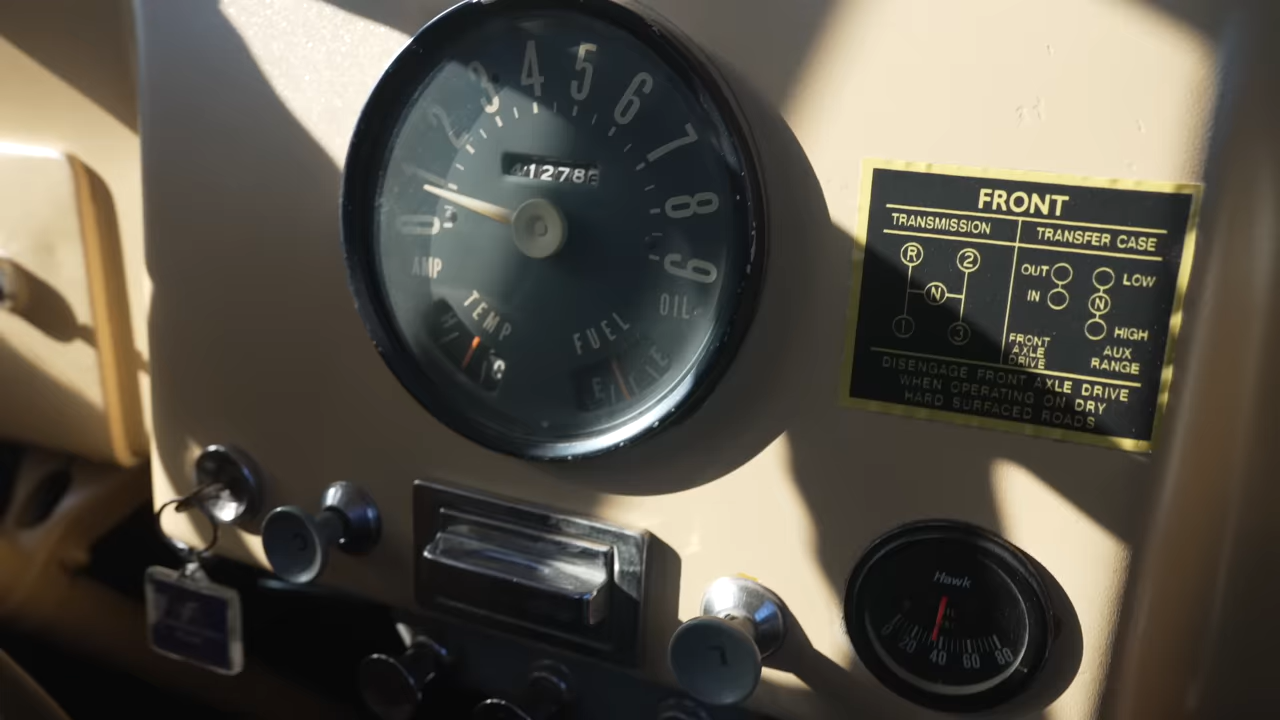 0 2 3 4 5 6 7 8 9
41278
AMP
TEMP
H C
FUEL
E
OIL
FRONT
TRANSMISSION
TRANSFER CASE
R 2
N
1 3
OUT
IN
LOW
N
HIGH
FRONT
AXLE
DRIVE
AUX
RANGE
DISENGAGE FRONT AXLE DRIVE
WHEN OPERATING ON DRY
HARD SURFACED ROADS
L
Hawk
0 20 40 60 80